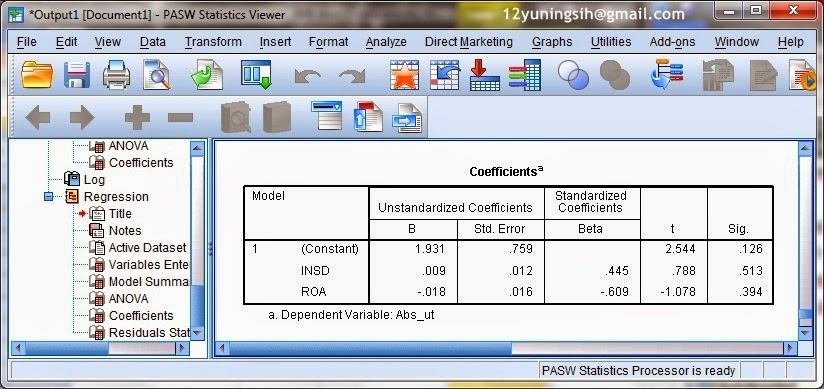 12yuningsih@gmail.com
*Output1 [Document1] - PASW Statistics Viewer
File Edit View Data Transform Insert Format Analyze Direct Marketing Graphs Utilities Add-ons Window Help
ANOVA
Coefficients
Log
Regression
Title
Notes
Active Dataset
Variables Ente
Model Summa
ANOVA
Coefficients
Residuals Stat
Coefficientsa
Model Unstandardized Coefficients Standardized Coefficients t Sig.
B Std. Error Beta
1 (Constant) 1.931 .759 2.544 .126
INSD .009 .012 .445 .788 .513
ROA -.018 .016 -.609 -1.078 .394
a. Dependent Variable: Abs_ut
PASW Statistics Processor is ready